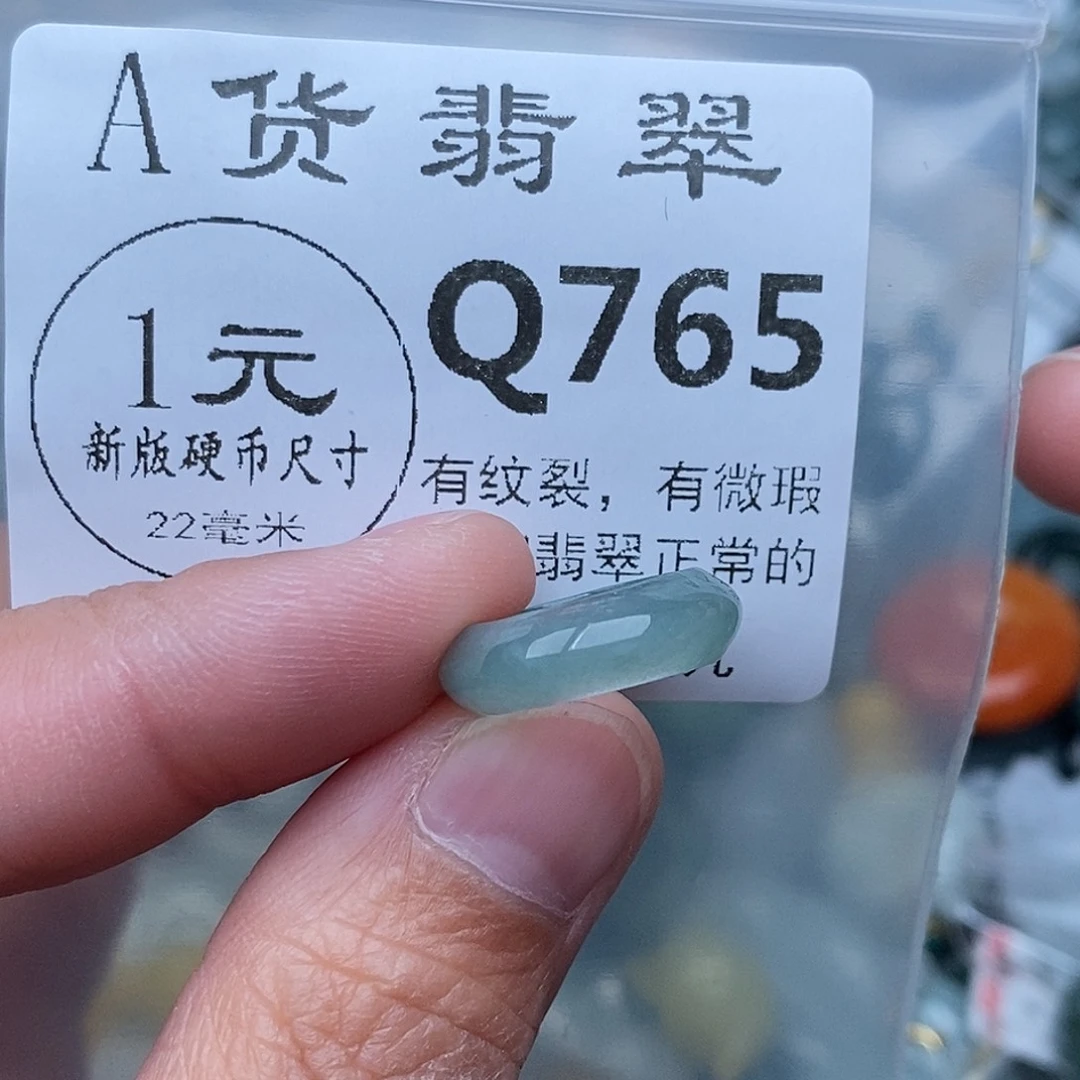 A货翡翠
1元
Q765
新版硬币尺寸
22毫米
有纹裂，有微瑕
翡翠正常的